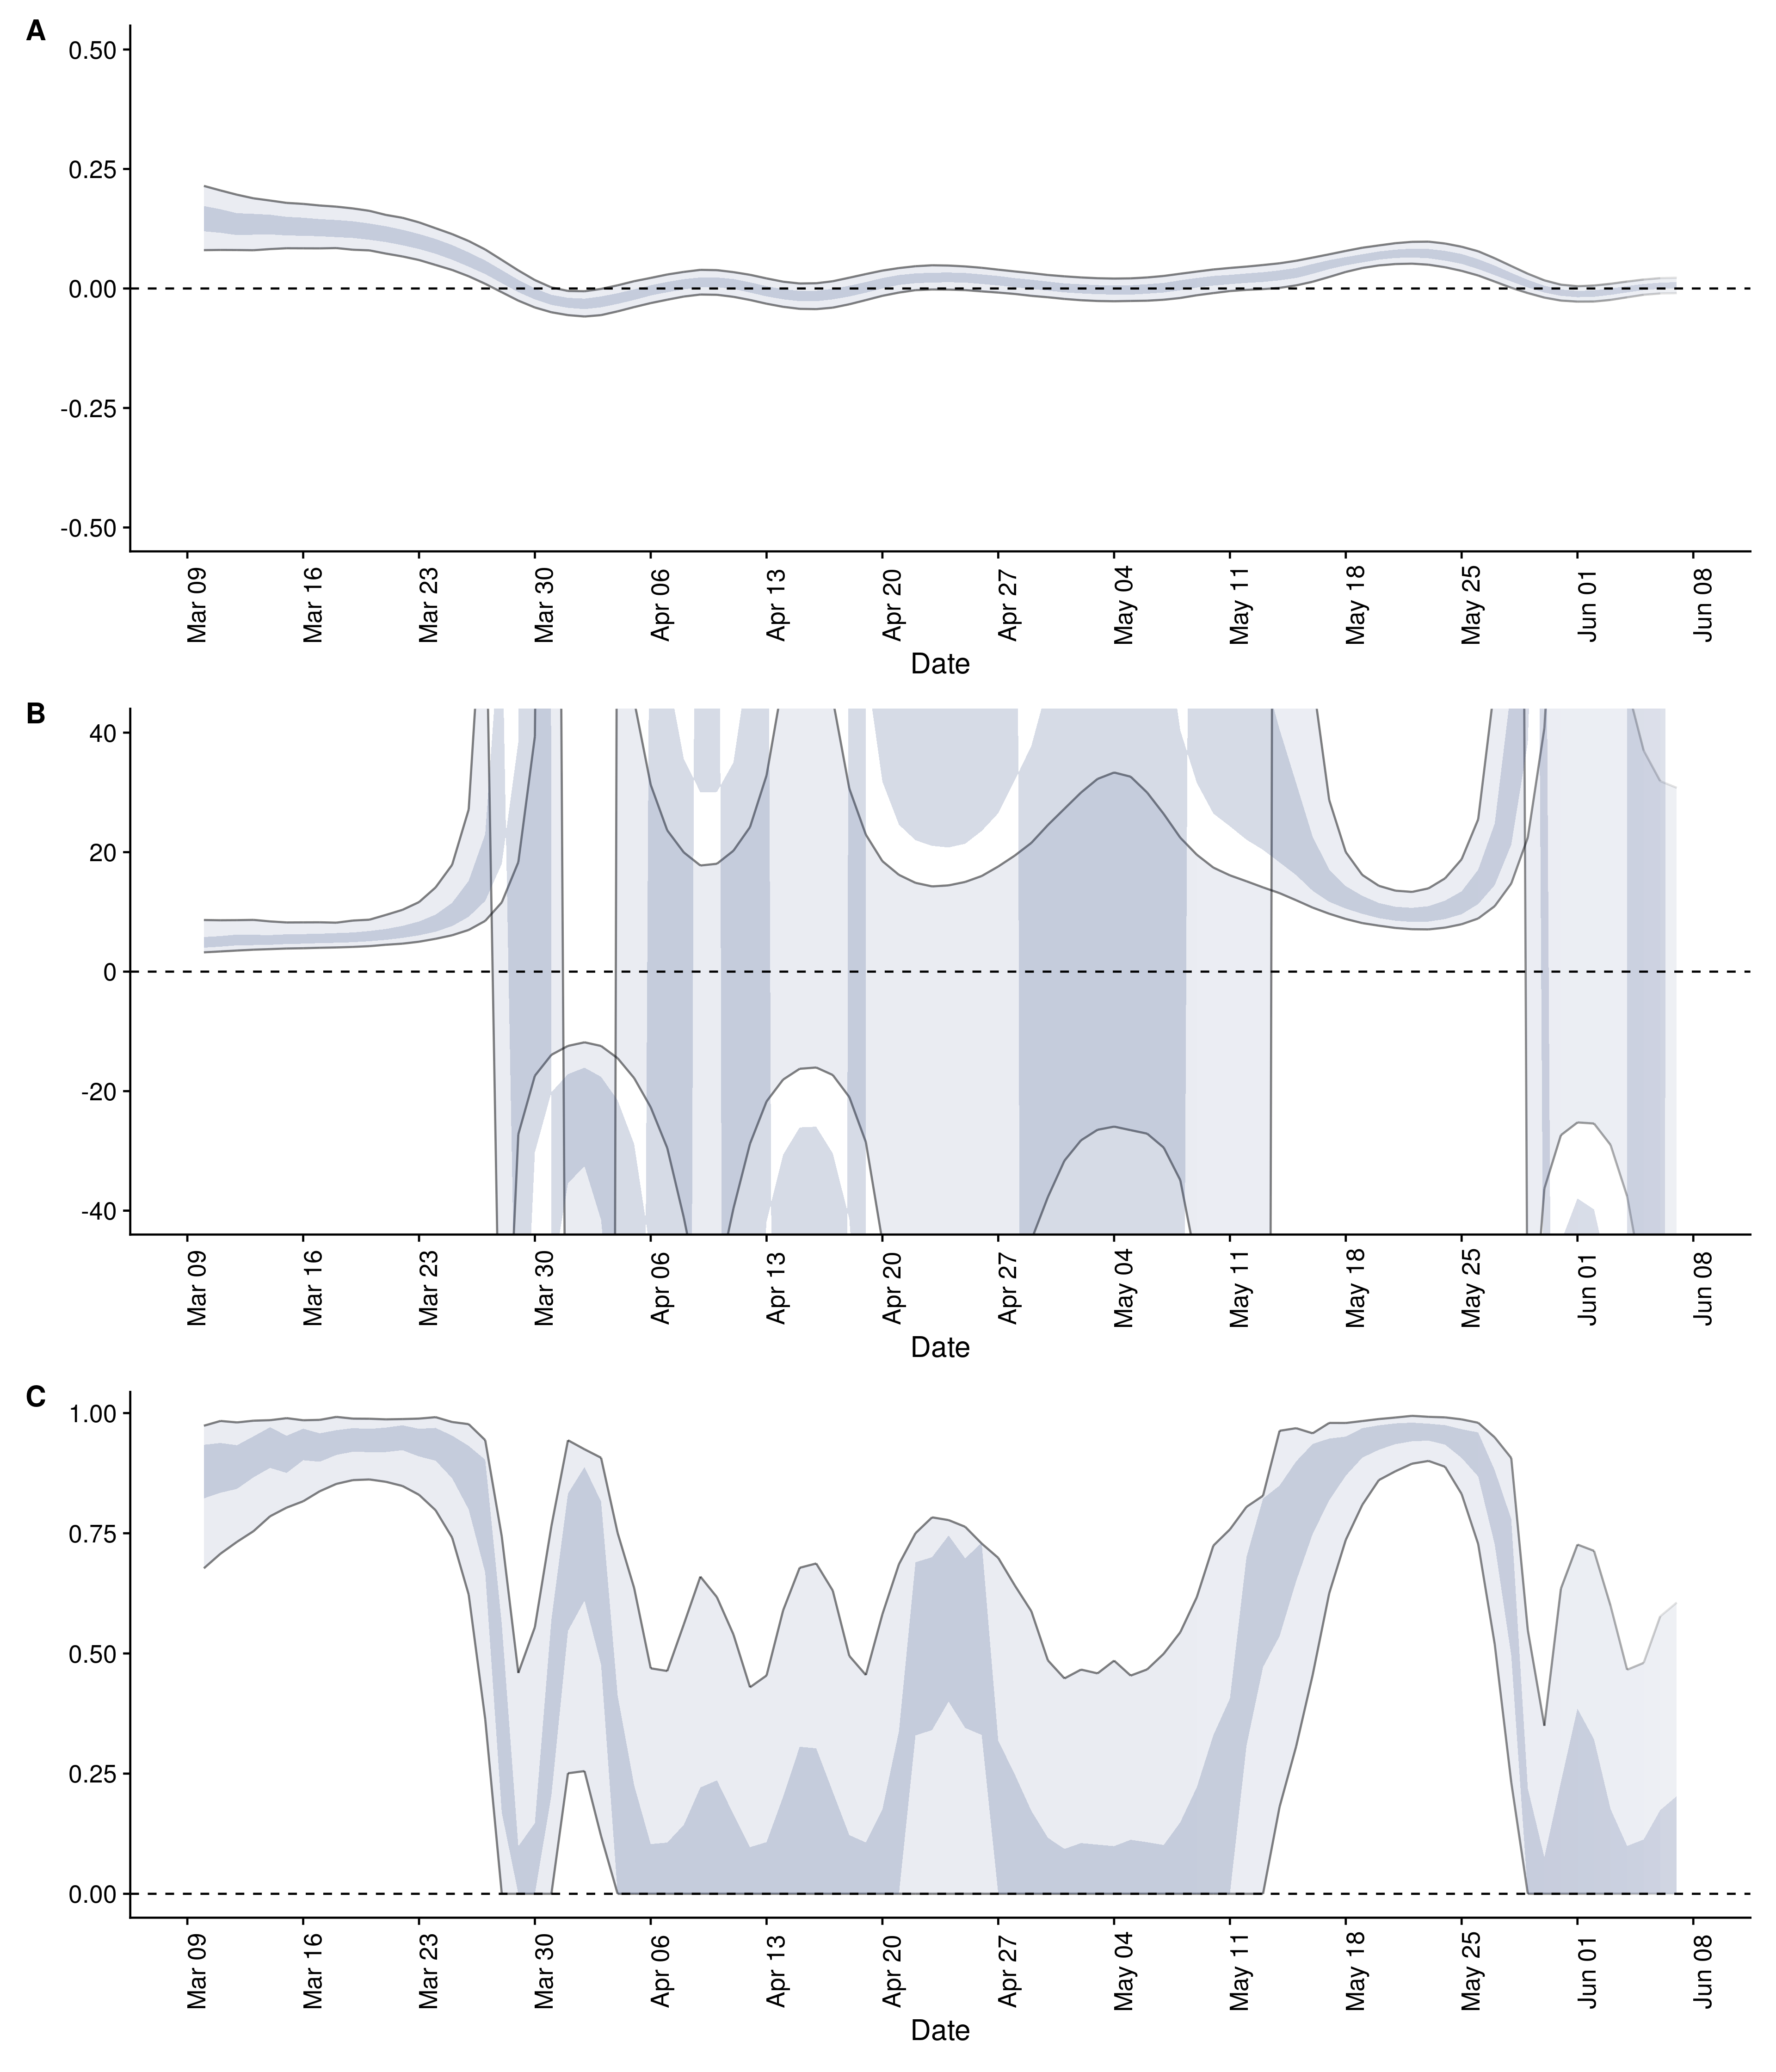 A
0.50
0.25
0.00
-0.25
-0.50
Mar 09
Mar 16
Mar 23
Mar 30
Apr 06
Apr 13
Apr 20
Apr 27
May 04
May 11
May 18
May 25
Jun 01
Jun 08
Date
B
40
20
0
-20
-40
Mar 09
Mar 16
Mar 23
Mar 30
Apr 06
Apr 13
Apr 20
Apr 27
May 04
May 11
May 18
May 25
Jun 01
Jun 08
Date
C
1.00
0.75
0.50
0.25
0.00
Mar 09
Mar 16
Mar 23
Mar 30
Apr 06
Apr 13
Apr 20
Apr 27
May 04
May 11
May 18
May 25
Jun 01
Jun 08
Date